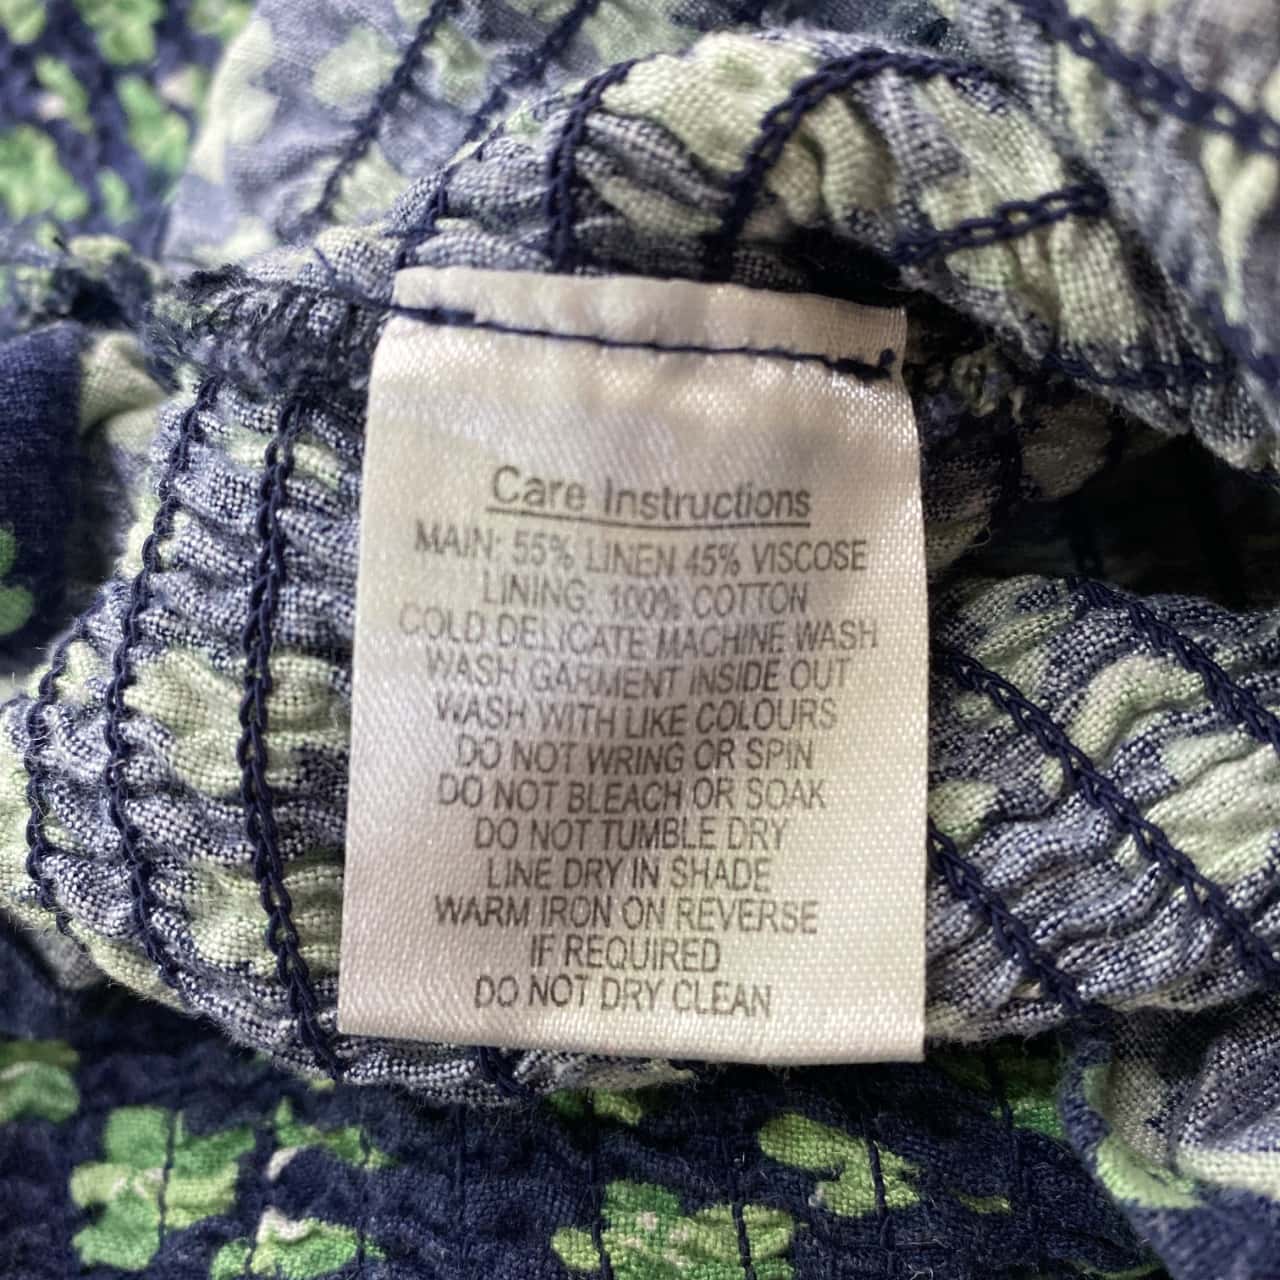 Care Instructions
MAIN: 55% LINEN 45% VISCOSE
LINING: 100% COTTON
COLD DELICATE MACHINE WASH
WASH GARMENT INSIDE OUT
WASH WITH LIKE COLOURS
DO NOT WRING OR SPIN
DO NOT BLEACH OR SOAK
DO NOT TUMBLE DRY
LINE DRY IN SHADE
WARM IRON ON REVERSE
IF REQUIRED
DO NOT DRY CLEAN